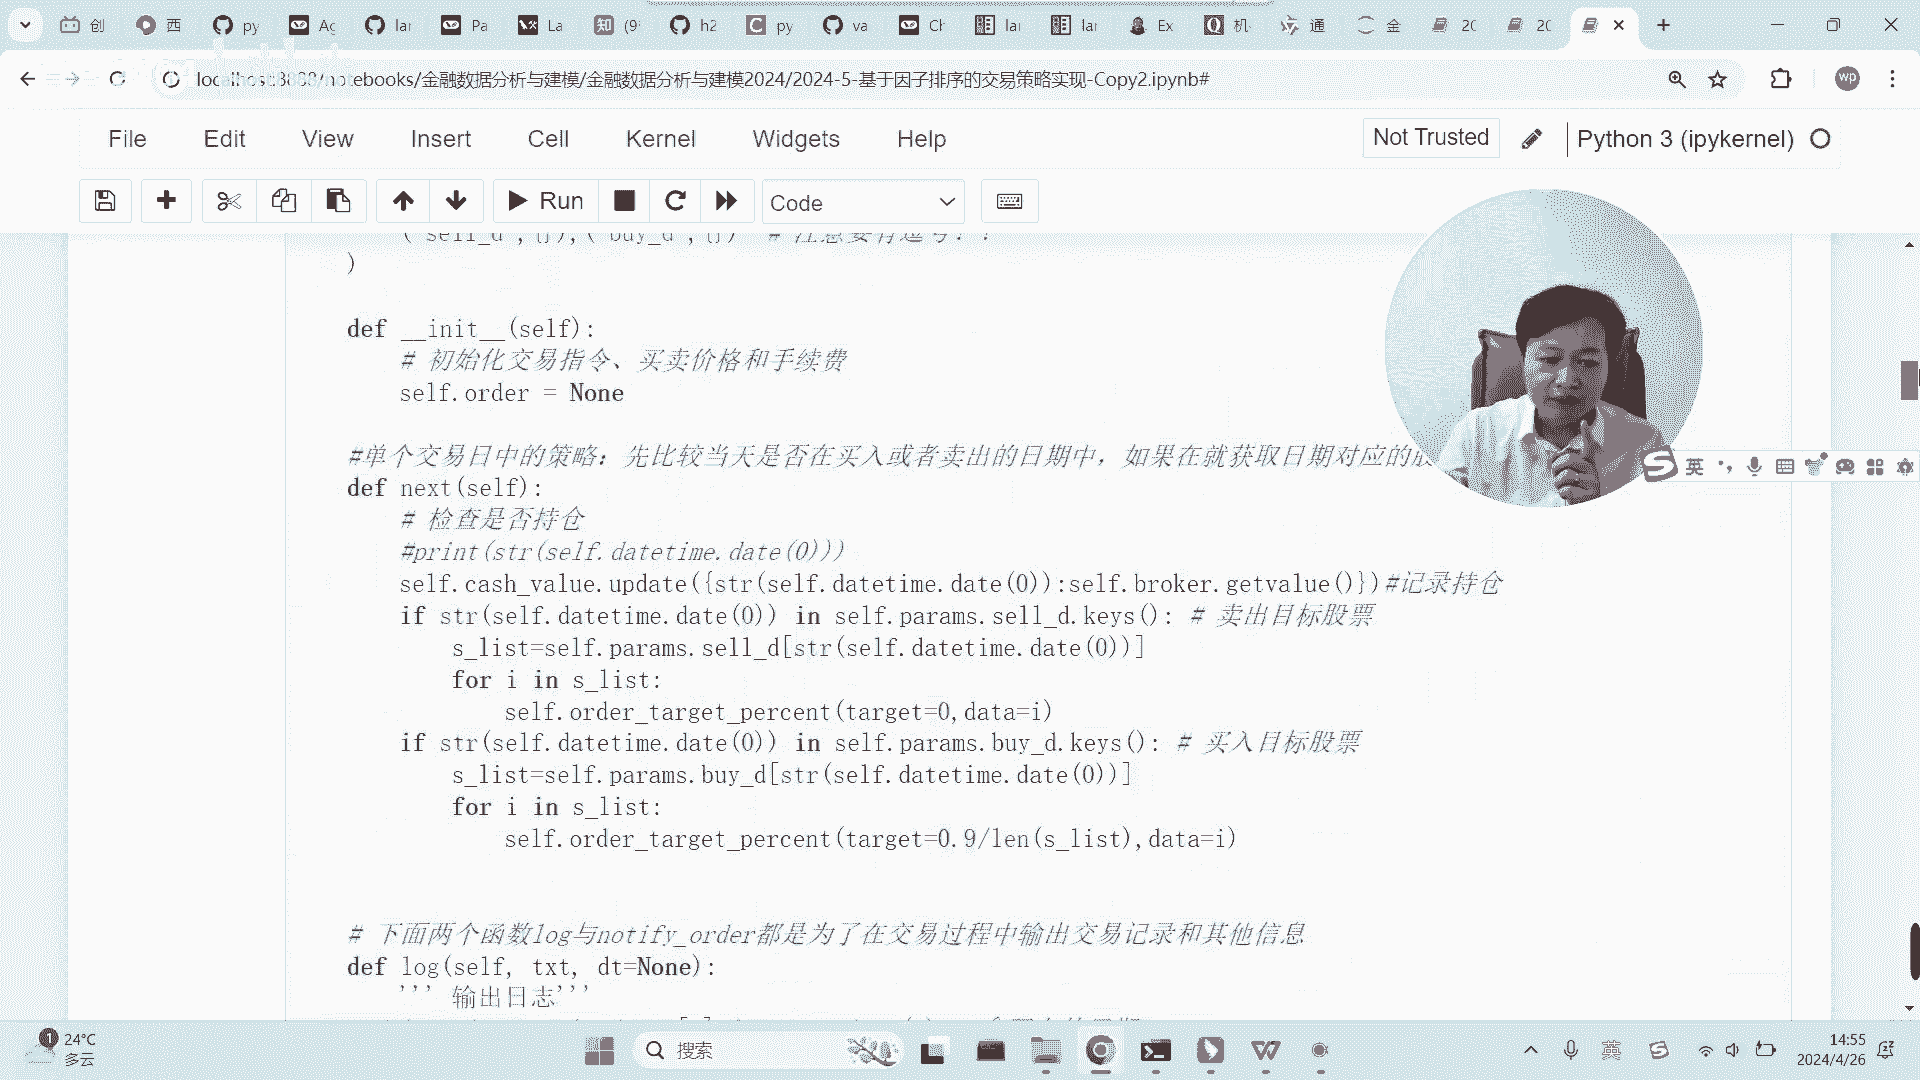 创 西 py Ag lar Pa La (9 h2 py va Ch lar lar Ex 机 通 金 20 20
localhost:8888/notebooks/金融数据分析与建模/金融数据分析与建模2024/2024-5-基于因子排序的交易策略实现-Copy2.ipynb#
wp
File Edit View Insert Cell Kernel Widgets Help
Not Trusted
Python 3 (ipykernel)
Run
Code
)
def __init__(self):
# 初始化交易指令、买卖价格和手续费
self.order = None
#单个交易日中的策略：先比较当天是否在买入或者卖出的日期中，如果在就获取日期对应的
def next(self):
# 检查是否持仓
#print(str(self.datetime.date(0)))
self.cash_value.update({str(self.datetime.date(0)):self.broker.getvalue()})#记录持仓
if str(self.datetime.date(0)) in self.params.sell_d.keys(): # 卖出目标股票
s_list=self.params.sell_d[str(self.datetime.date(0))]
for i in s_list:
self.order_target_percent(target=0,data=i)
if str(self.datetime.date(0)) in self.params.buy_d.keys(): # 买入目标股票
s_list=self.params.buy_d[str(self.datetime.date(0))]
for i in s_list:
self.order_target_percent(target=0.9/len(s_list),data=i)
# 下面两个函数log与notify_order都是为了在交易过程中输出交易记录和其他信息
def log(self, txt, dt=None):
''' 输出日志'''
英
1
24°C
多云
搜索
英
14:55
2024/4/26